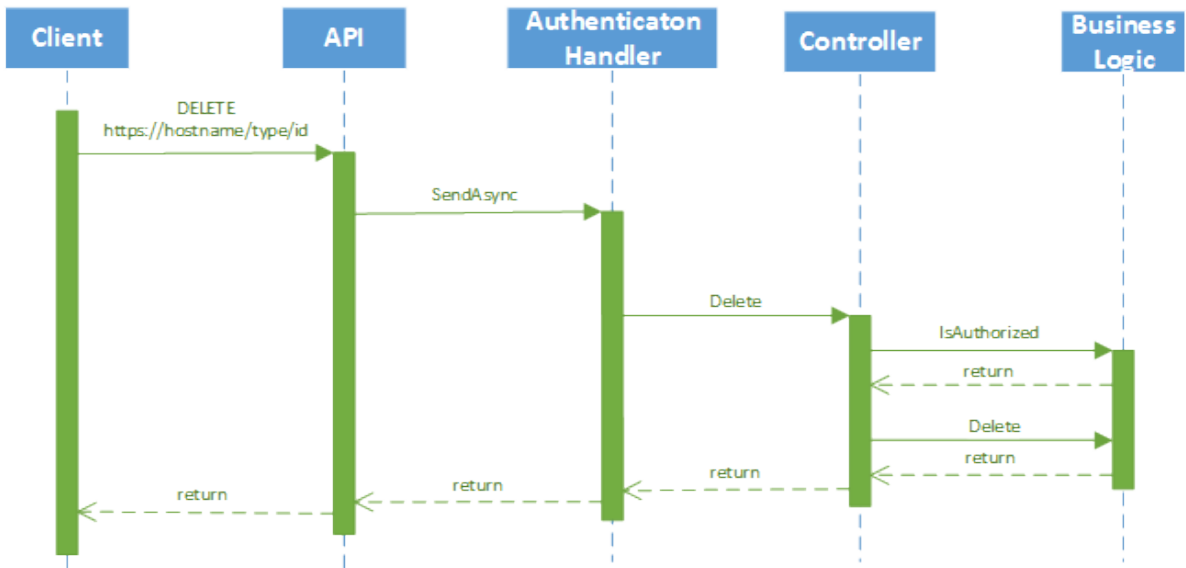 Client
API
Authenticaton
Handler
Controller
Business
Logic
DELETE
https://hostname/type/id
SendAsync
Delete
IsAuthorized
return
Delete
return
return
return
return